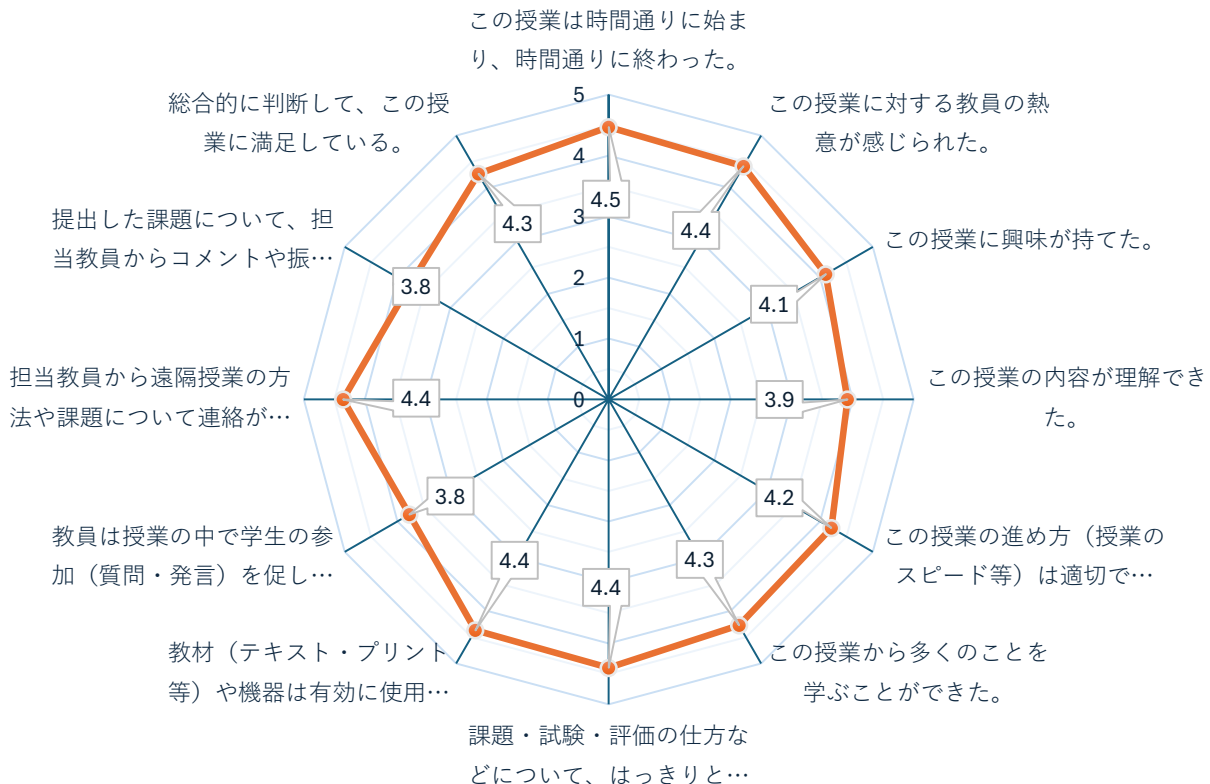 この授業は時間通りに始ま
り、時間通りに終わった。
この授業に対する教員の熱
意が感じられた。
この授業に興味が持てた。
この授業の内容が理解でき
た。
この授業の進め方（授業の
スピード等）は適切で…
この授業から多くのことを
学ぶことができた。
課題・試験・評価の仕方な
どについて、はっきりと…
教材（テキスト・プリント
等）や機器は有効に使用…
教員は授業の中で学生の参
加（質問・発言）を促し…
担当教員から遠隔授業の方
法や課題について連絡が…
提出した課題について、担
当教員からコメントや振…
総合的に判断して、この授
業に満足している。
5
4
3
2
1
0
4.5
4.4
4.1
3.9
4.2
4.3
4.4
4.4
3.8
4.4
3.8
4.3